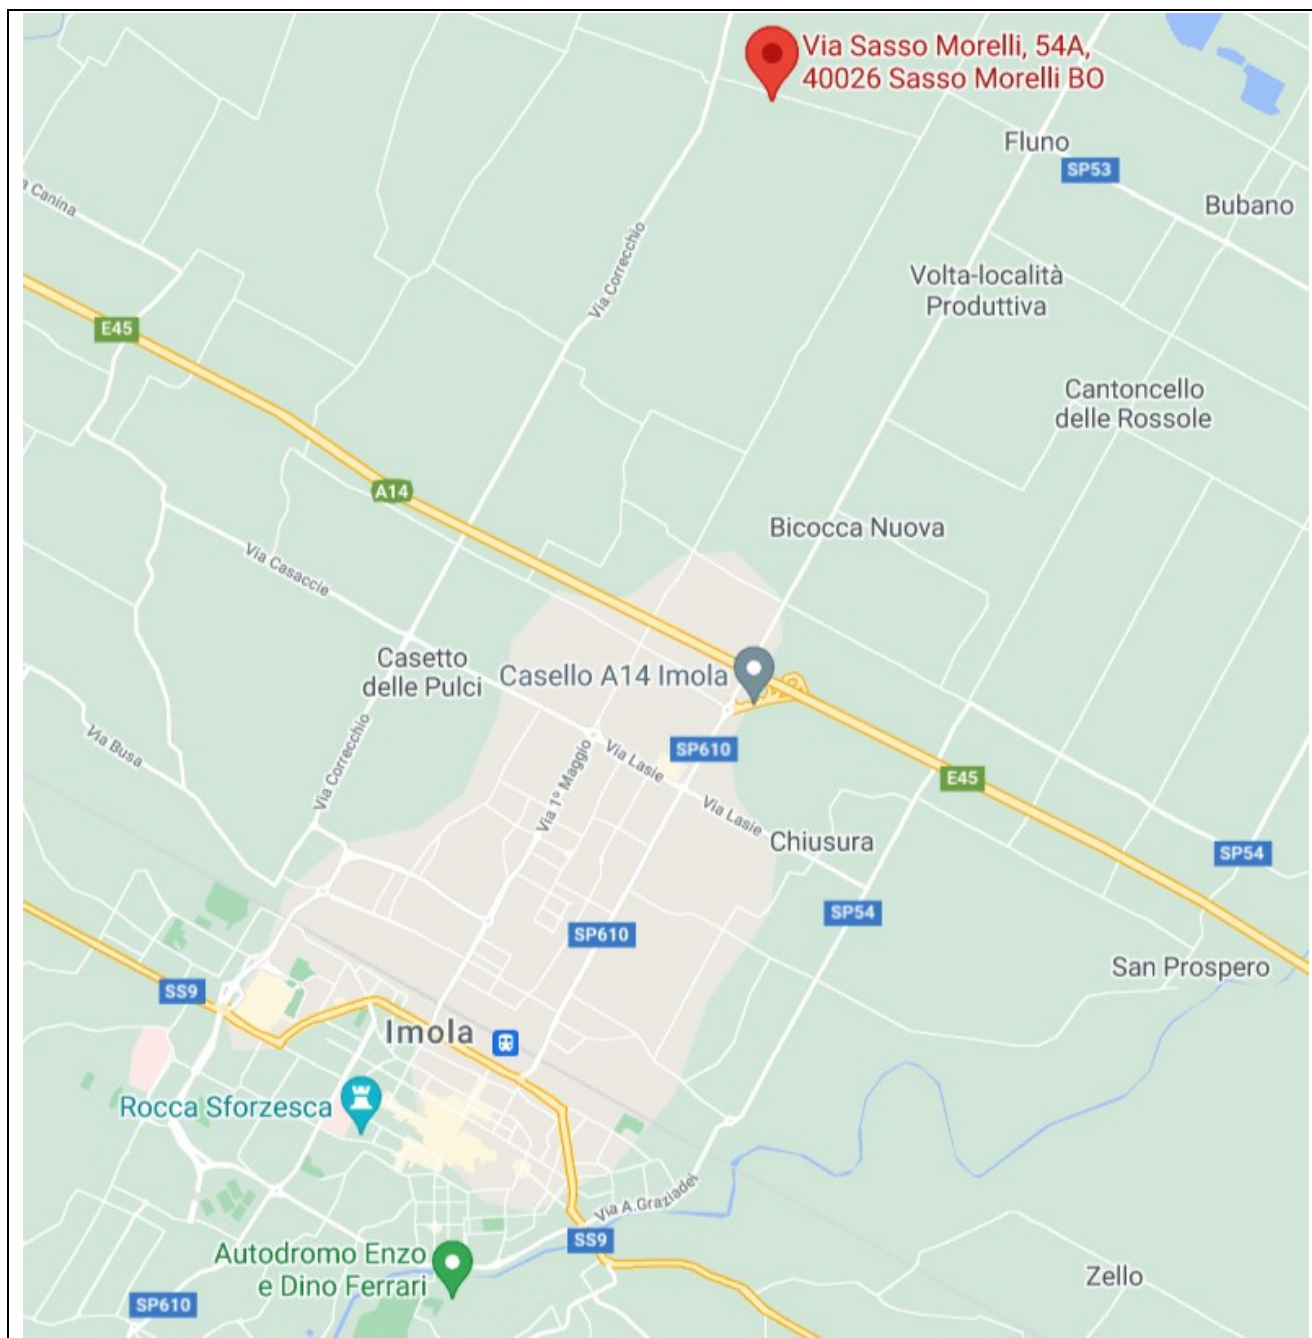 Via Sasso Morelli, 54A,
40026 Sasso Morelli BO
Fluno
SP53
Bubano
Canina
Via Correcchio
Volta-località
Produttiva
E45
Cantoncello
delle Rossole
A14
Bicocca Nuova
Via Casaccie
Casetto
delle Pulci
Casello A14 Imola
Via Busa
Via Correcchio
Via 1º Maggio
Via Lasie
SP610
E45
Via Lasie
Chiusura
SP54
SP54
SP610
San Prospero
SS9
Imola
Rocca Sforzesca
Via A.Graziadei
SS9
Autodromo Enzo
e Dino Ferrari
Zello
SP610